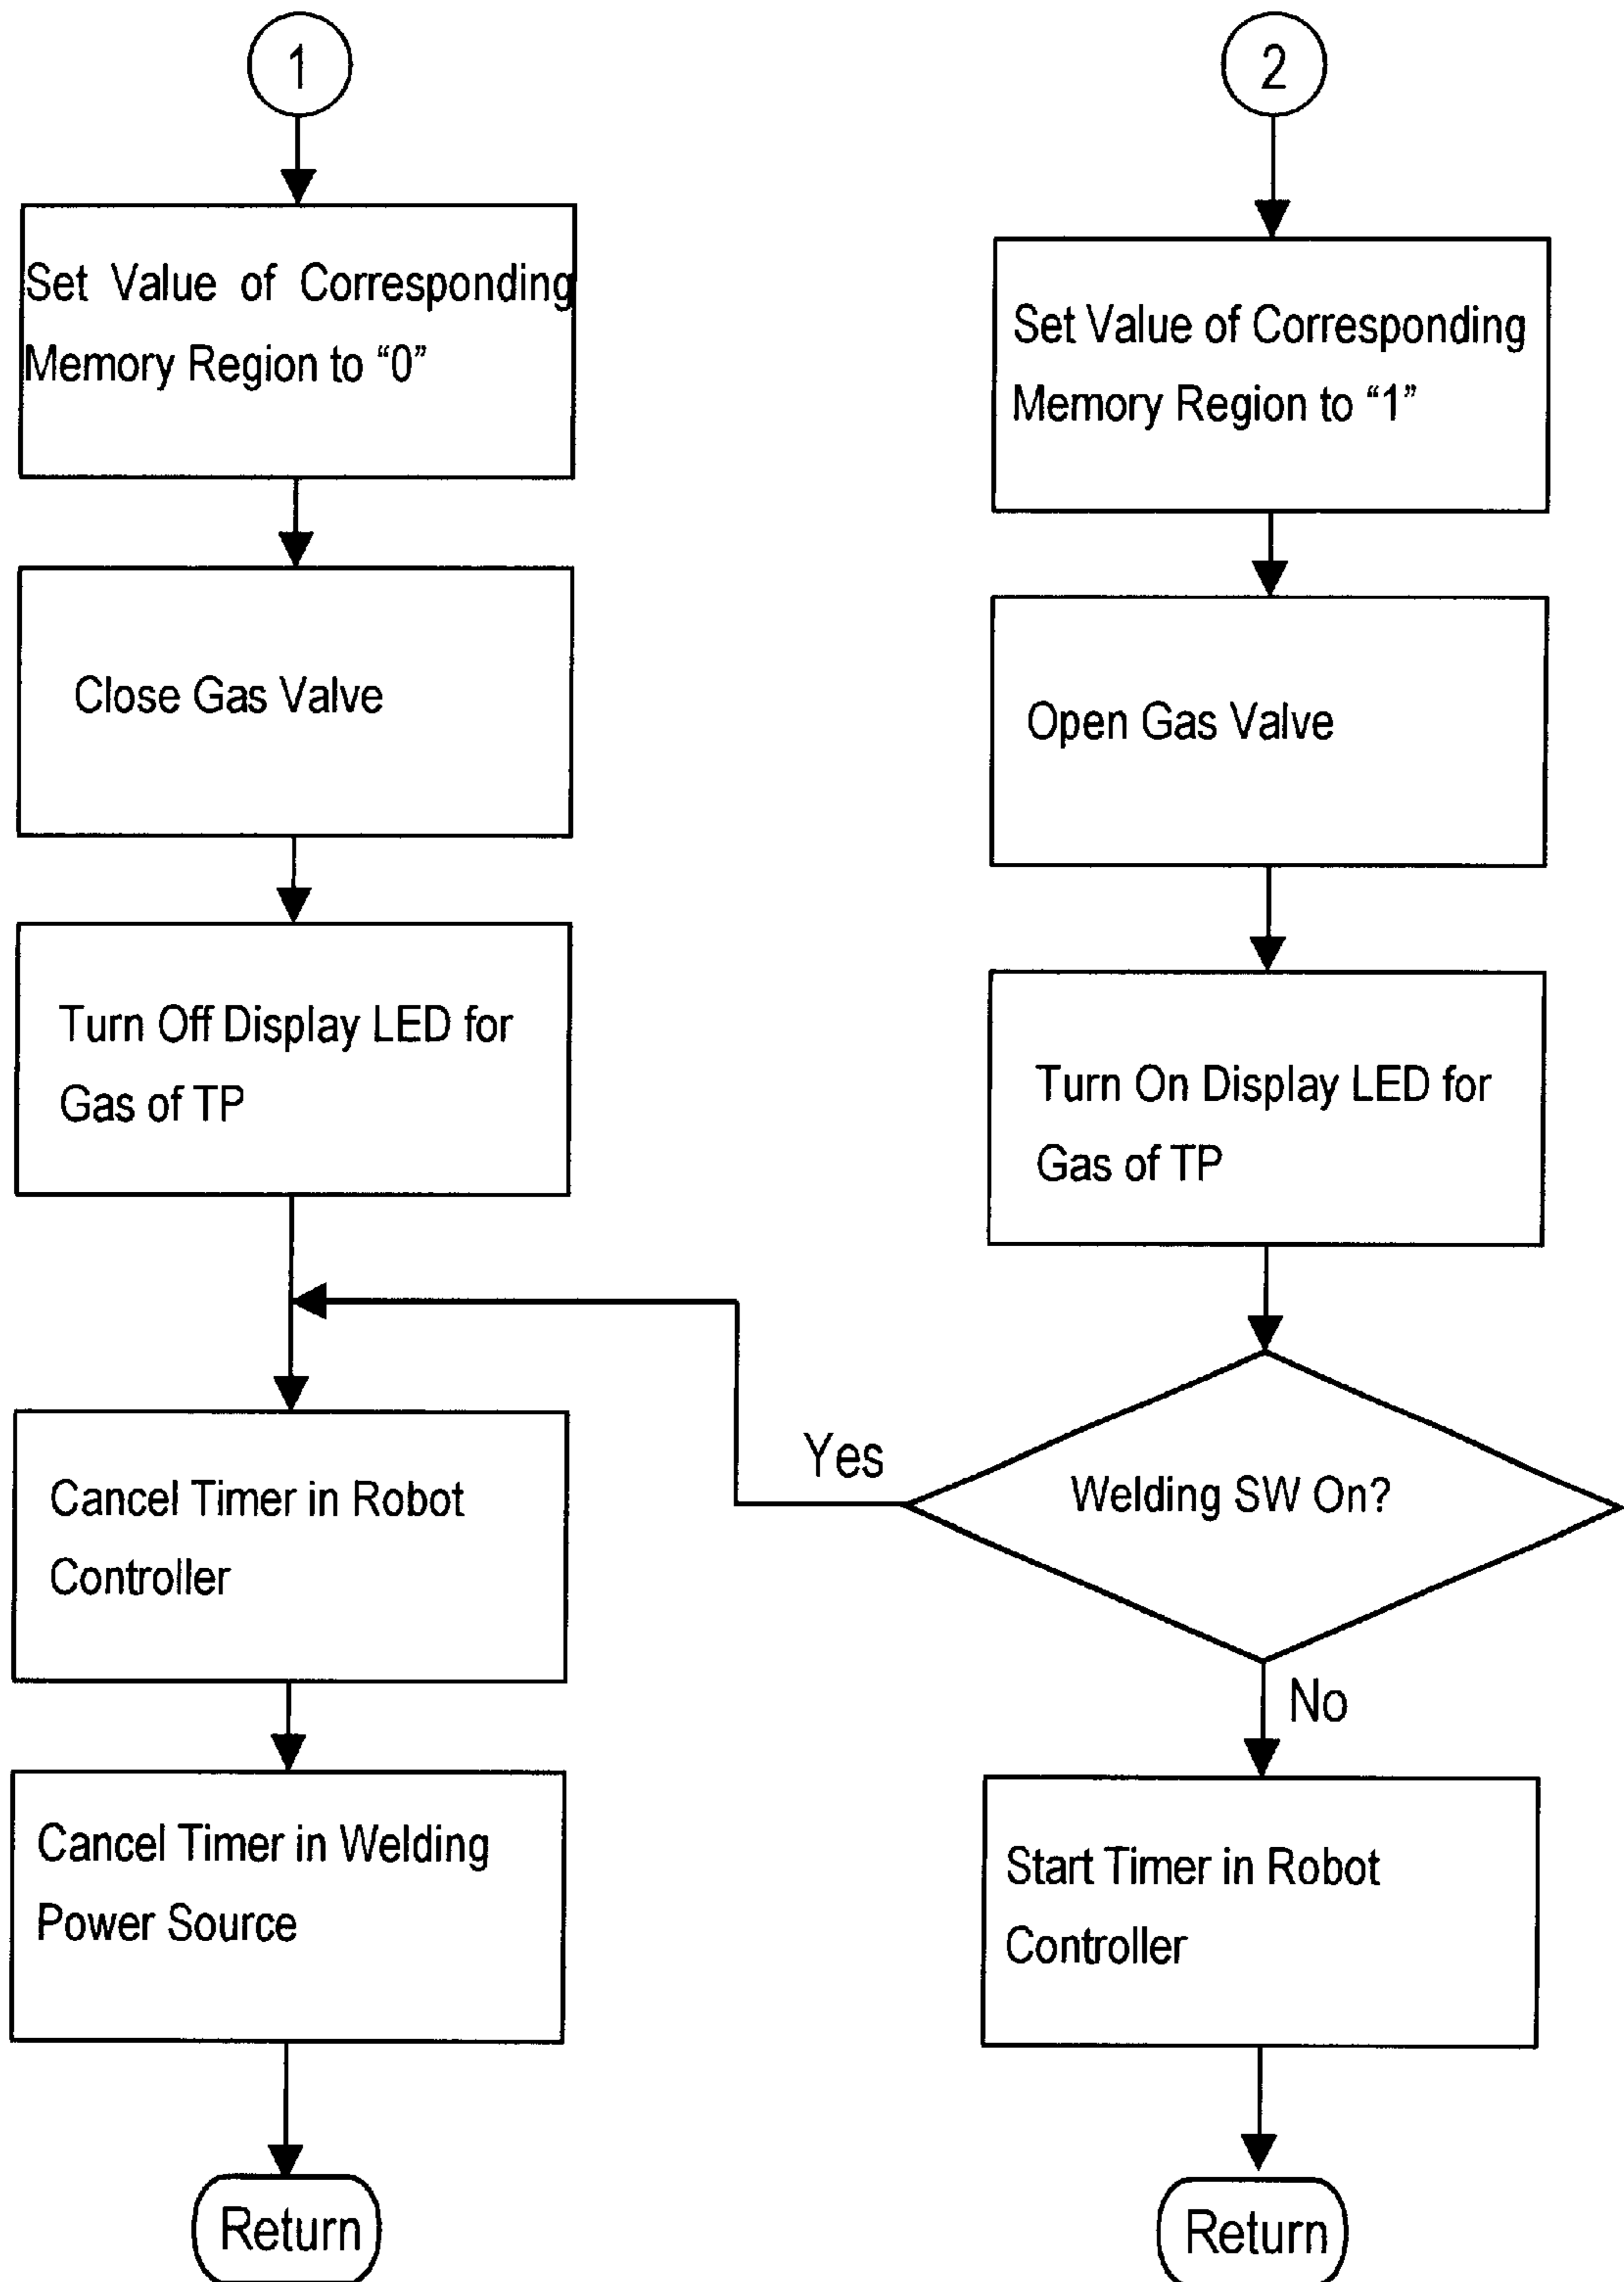 1
Set Value of Corresponding
Memory Region to “0”
Close Gas Valve
Turn Off Display LED for
Gas of TP
Cancel Timer in Robot
Controller
Cancel Timer in Welding
Power Source
Return
2
Set Value of Corresponding
Memory Region to “1”
Open Gas Valve
Turn On Display LED for
Gas of TP
Welding SW On?
Yes
No
Start Timer in Robot
Controller
Return